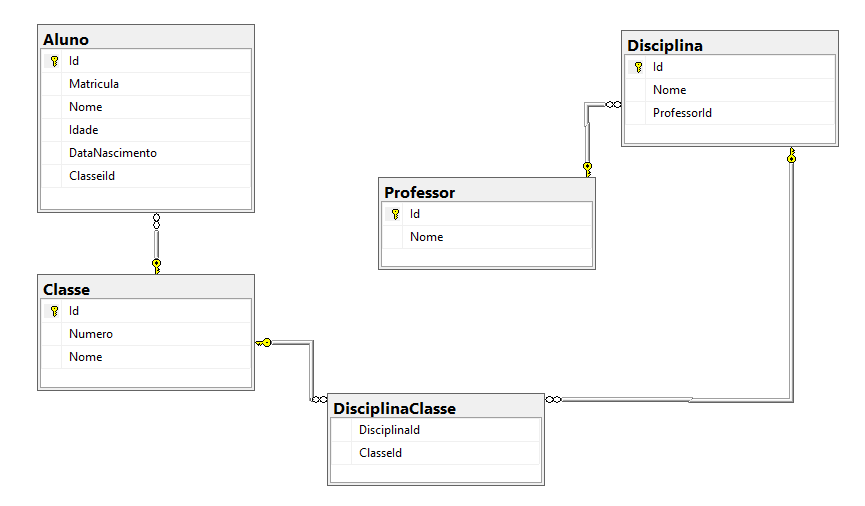 Aluno
Id
Matricula
Nome
Idade
DataNascimento
ClasseiId
Disciplina
Id
Nome
ProfessorId
Professor
Id
Nome
Classe
Id
Numero
Nome
DisciplinaClasse
DisciplinaId
ClasseId